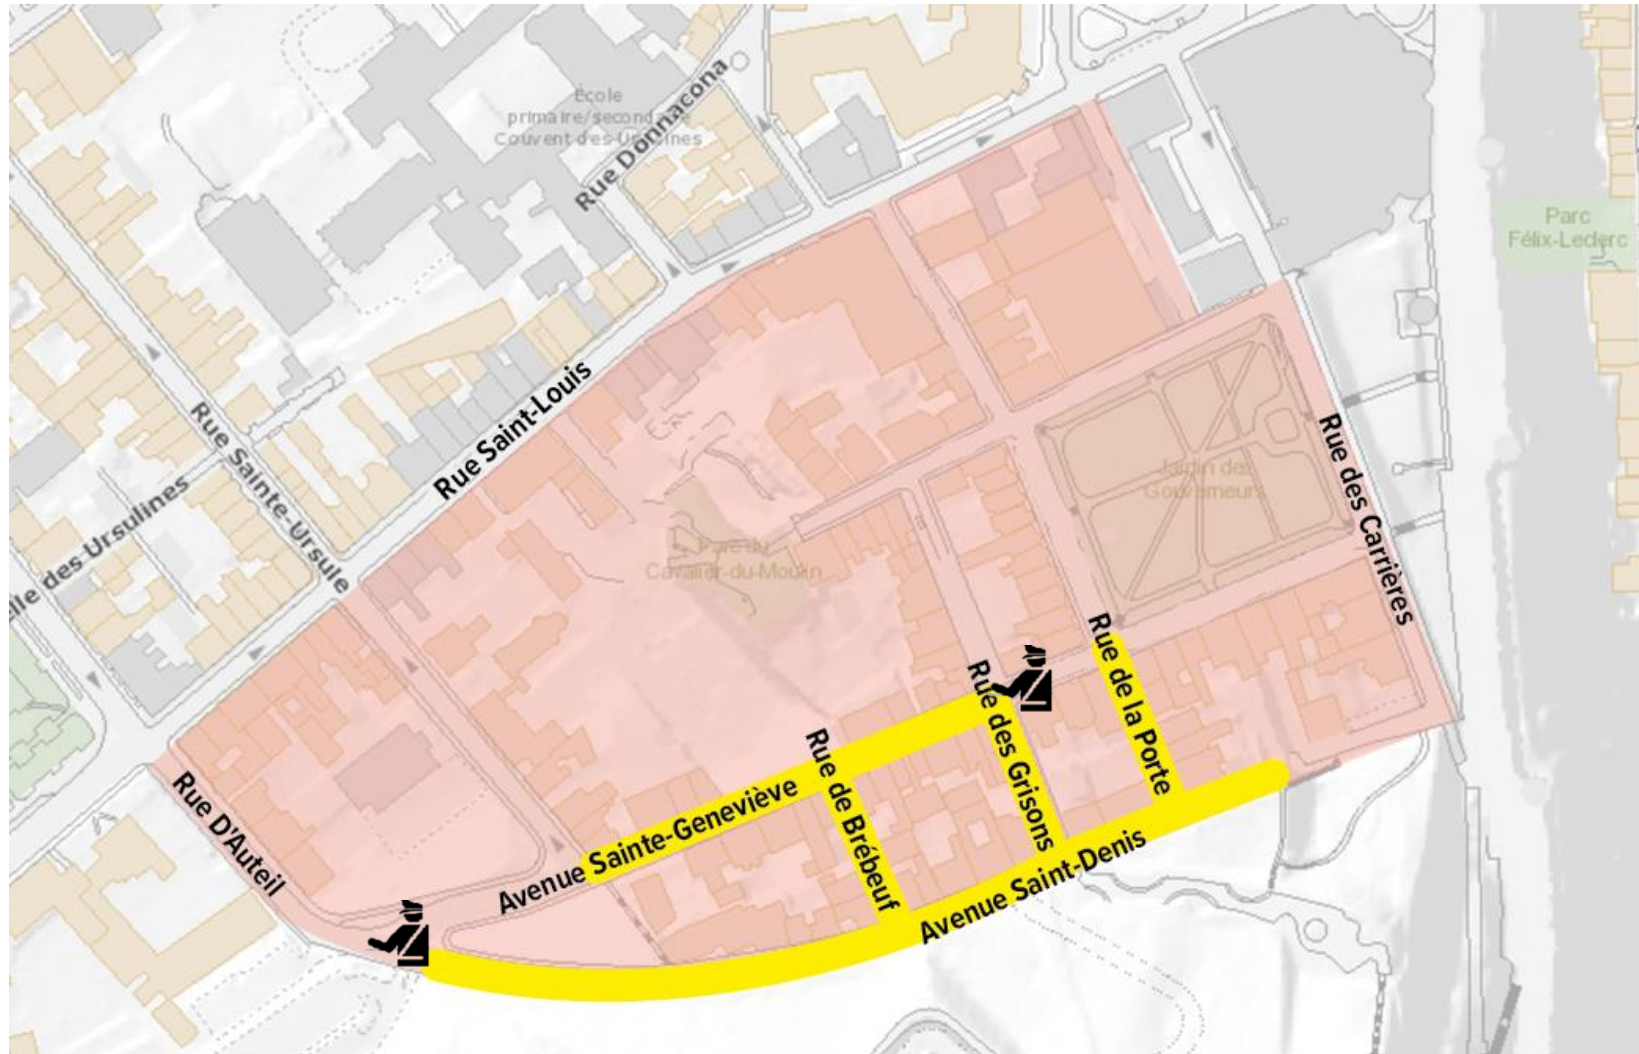 École
primaire/secondaire
Couvent des Ursulines
Rue Donnacona
Parc
Félix-Leclerc
Rue Saint-Louis
Rue Sainte-Ursule
lle des Ursulines
Jardin des
Gouverneurs
Rue des Carrières
Parc du
Cavalier-du-Moulin
Rue de la Porte
Rue des Grisons
Rue de Brébeuf
Avenue Sainte-Geneviève
Rue D'Auteuil
Avenue Saint-Denis